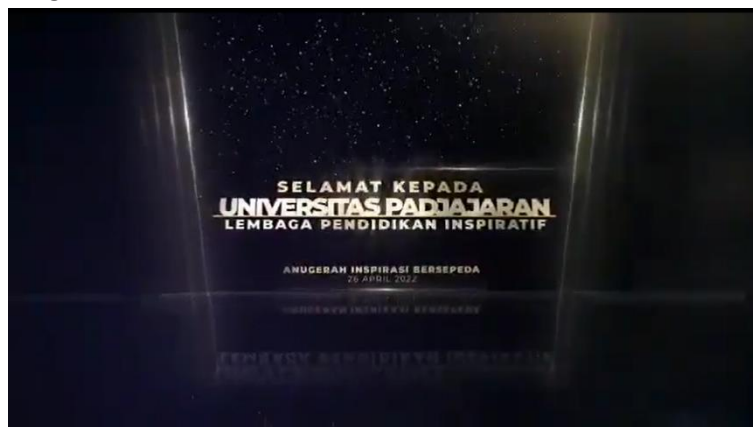 SELAMAT KEPADA
UNIVERSITAS PADJAJARAN
LEMBAGA PENDIDIKAN INSPIRATIF
ANUGERAH INSPIRASI BERSEPEDA
26 APRIL 2022